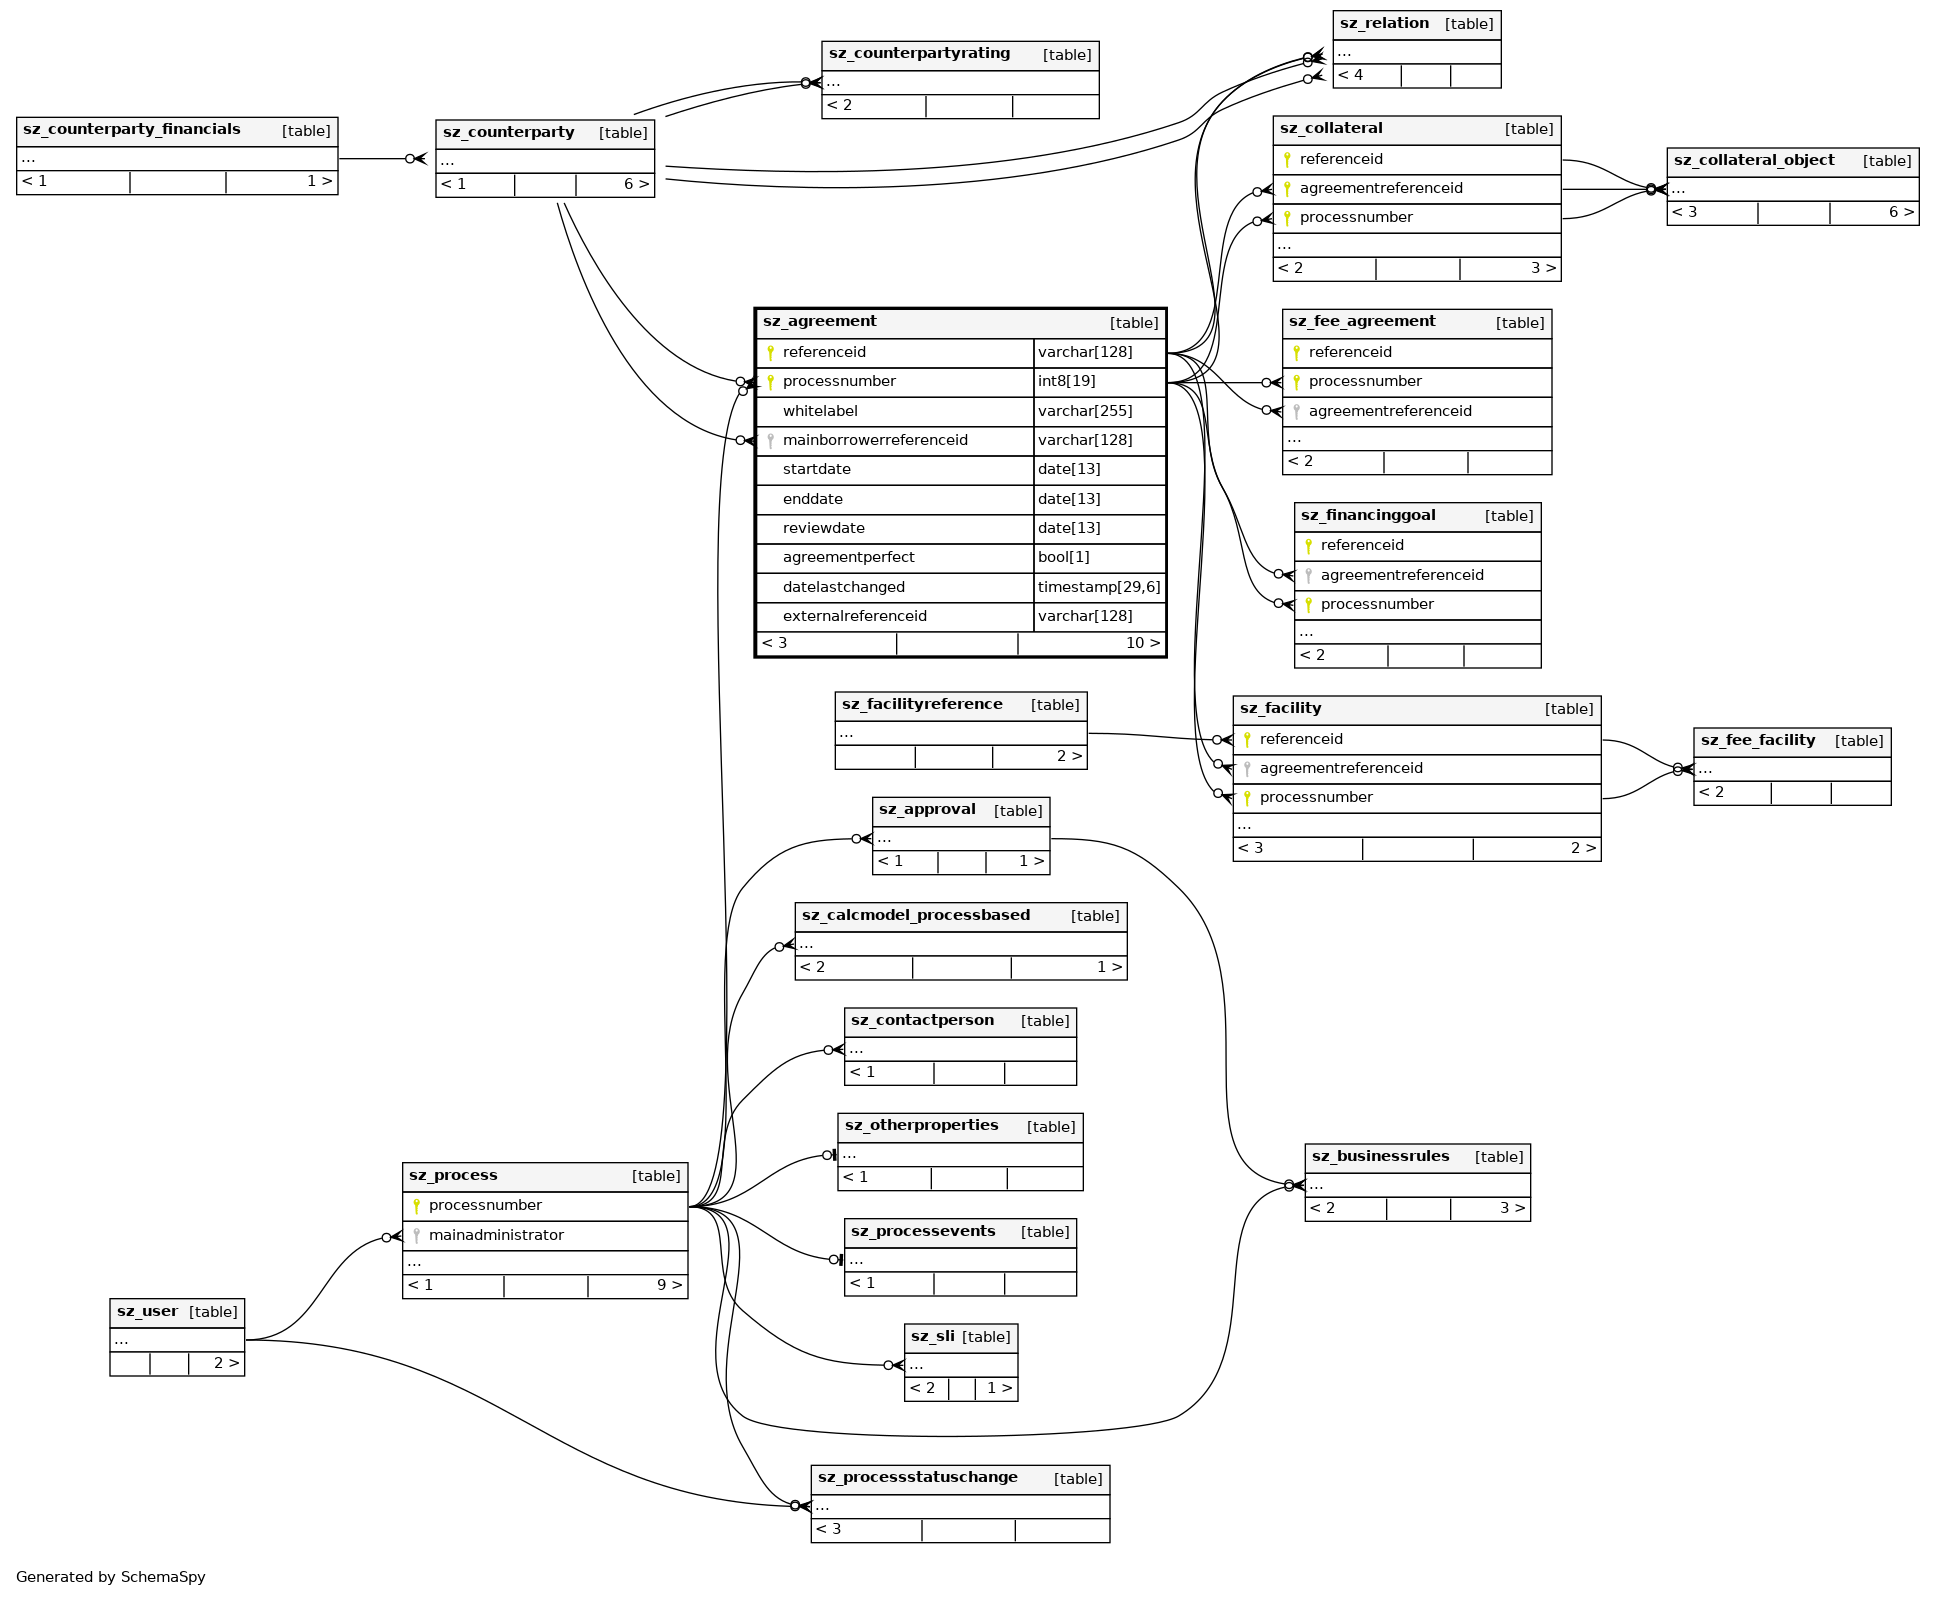 sz_relation [table]
...
< 4
sz_counterpartyrating [table]
...
< 2
sz_counterparty_financials [table]
...
< 1 1 >
sz_counterparty [table]
...
< 1 6 >
sz_collateral [table]
referenceid
agreementreferenceid
processnumber
...
< 2 3 >
sz_collateral_object [table]
...
< 3 6 >
sz_agreement [table]
referenceid varchar[128]
processnumber int8[19]
whitelabel varchar[255]
mainborrowerreferenceid varchar[128]
startdate date[13]
enddate date[13]
reviewdate date[13]
agreementperfect bool[1]
datelastchanged timestamp[29,6]
externalreferenceid varchar[128]
< 3 10 >
sz_fee_agreement [table]
referenceid
processnumber
agreementreferenceid
...
< 2
sz_financinggoal [table]
referenceid
agreementreferenceid
processnumber
...
< 2
sz_facilityreference [table]
...
2 >
sz_facility [table]
referenceid
agreementreferenceid
processnumber
...
< 3 2 >
sz_fee_facility [table]
...
< 2
sz_approval [table]
...
< 1 1 >
sz_calcmodel_processbased [table]
...
< 2 1 >
sz_contactperson [table]
...
< 1
sz_otherproperties [table]
...
< 1
sz_process [table]
processnumber
mainadministrator
...
< 1 9 >
sz_businessrules [table]
...
< 2 3 >
sz_processevents [table]
...
< 1
sz_user [table]
...
2 >
sz_sli [table]
...
< 2 1 >
sz_processstatuschange [table]
...
< 3
Generated by SchemaSpy